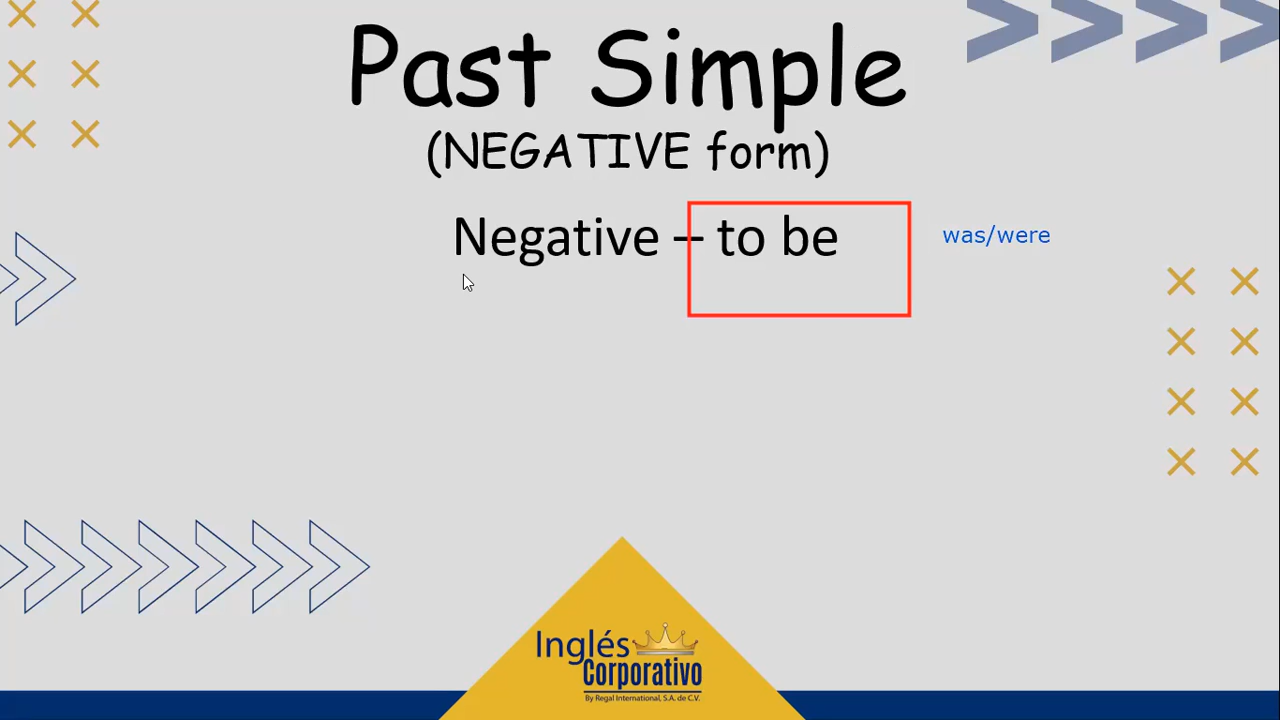 Past Simple
(NEGATIVE form)
Negative – to be
was/were
Inglés
Corporativo
By Regal International, S.A. de C.V.